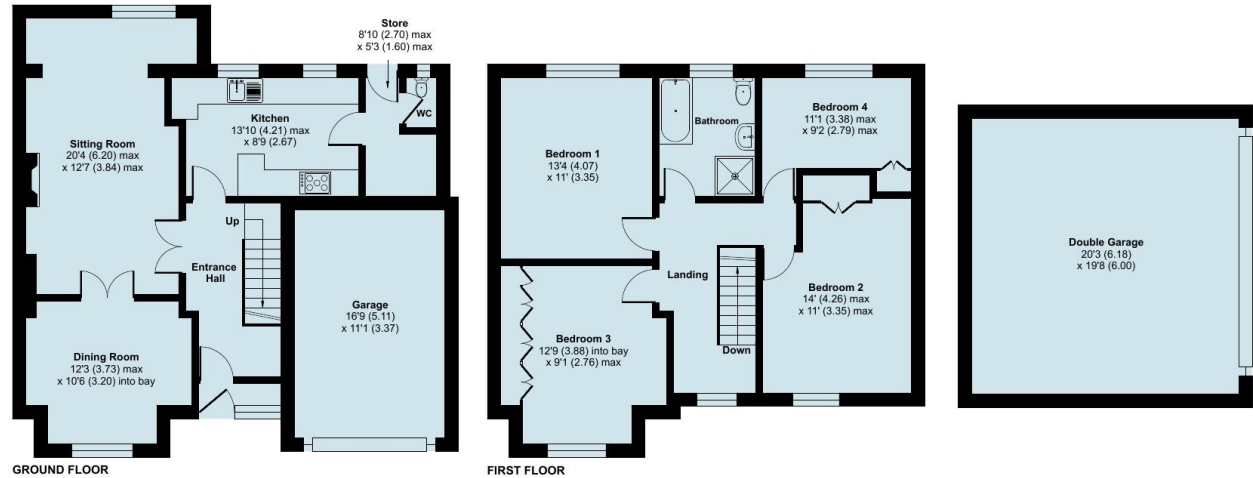 Store
8'10 (2.70) max
x 5'3 (1.60) max
WC
Kitchen
13'10 (4.21) max
x 8'9 (2.67)
Sitting Room
20'4 (6.20) max
x 12'7 (3.84) max
Up
Entrance
Hall
Garage
16'9 (5.11)
x 11'1 (3.37)
Dining Room
12'3 (3.73) max
x 10'6 (3.20) into bay
GROUND FLOOR
Bedroom 1
13'4 (4.07)
x 11' (3.35)
Bathroom
Bedroom 4
11'1 (3.38) max
x 9'2 (2.79) max
Landing
Bedroom 2
14' (4.26) max
x 11' (3.35) max
Down
Bedroom 3
12'9 (3.88) into bay
x 9'1 (2.76) max
FIRST FLOOR
Double Garage
20'3 (6.18)
x 19'8 (6.00)